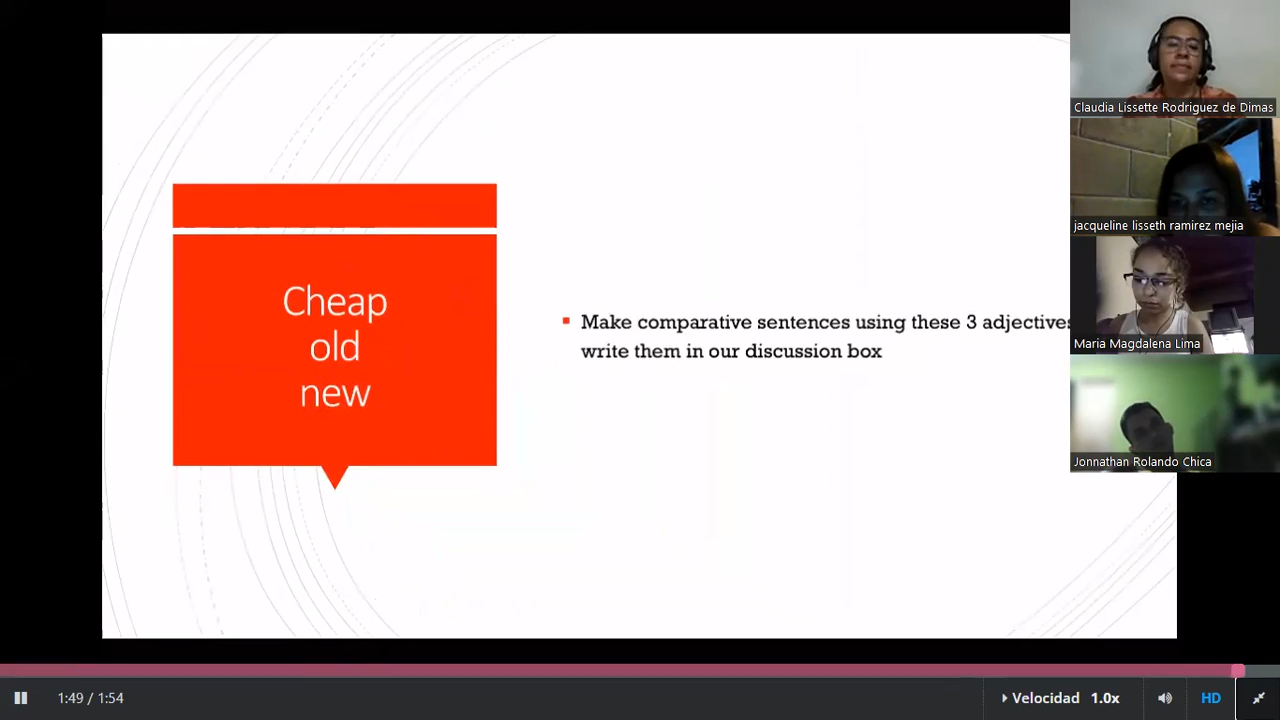 Claudia Lissette Rodriguez de Dimas
jacqueline lisseth ramirez mejia
Maria Magdalena Lima
Jonnathan Rolando Chica
Cheap
old
new
Make comparative sentences using these 3 adjectives
write them in our discussion box
1:49 / 1:54
Velocidad 1.0x
HD